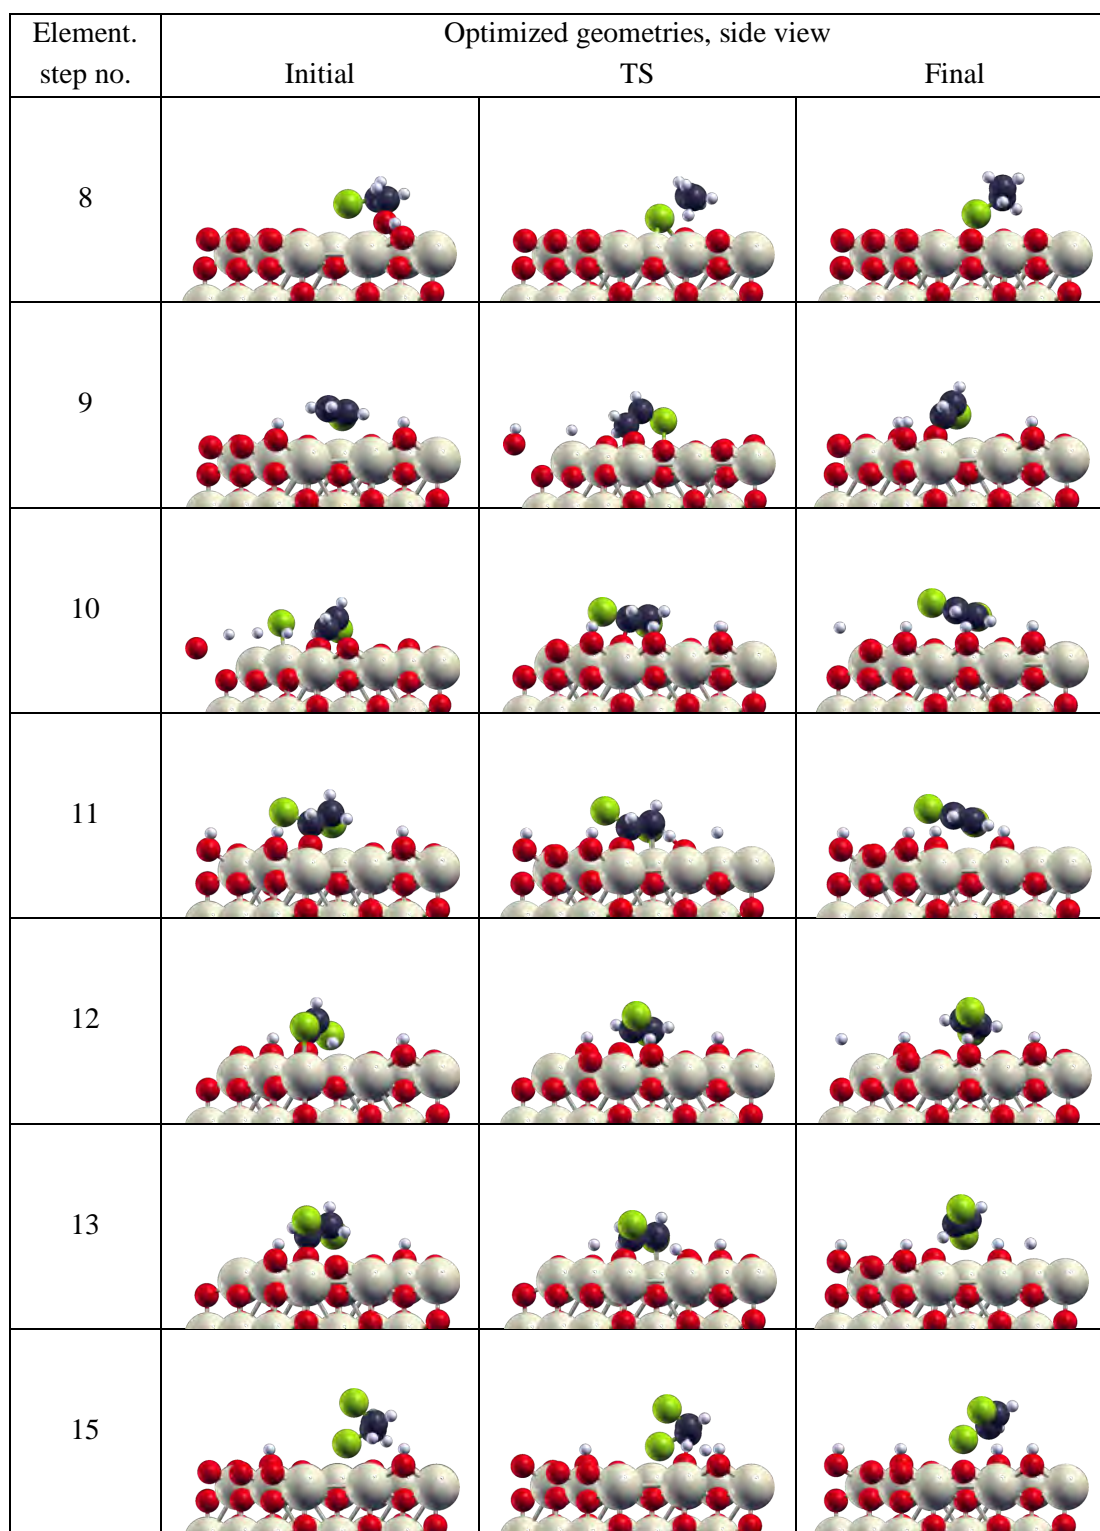 Element. step no.
Optimized geometries, side view
Initial TS Final
8
9
10
11
12
13
15